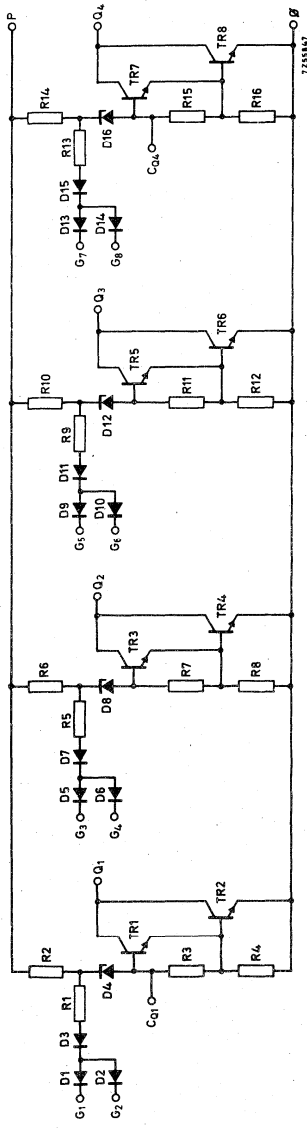 P
R2
R6
R10
R14
G1
D1
D3
R1
G2
D2
D4
Q1
TR1
CQ1
R3
TR2
R4
G3
D5
D7
R5
G4
D6
D8
Q2
TR3
R7
TR4
R8
G5
D9
D11
R9
G6
D10
D12
Q3
TR5
R11
TR6
R12
G7
D13
D15
R13
G8
D14
D16
Q4
TR7
CQ4
R15
TR8
R16
Ø
7Z55847